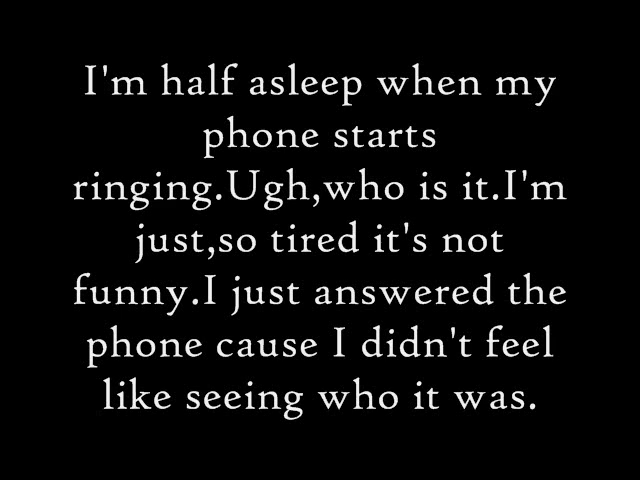 I'm half asleep when my
phone starts
ringing.Ugh,who is it.I'm
just,so tired it's not
funny.I just answered the
phone cause I didn't feel
like seeing who it was.